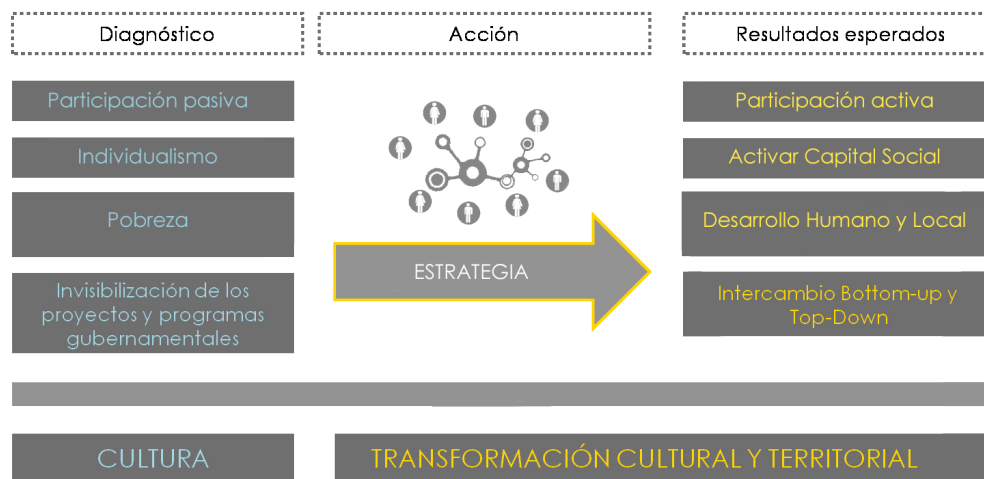 Diagnóstico
Acción
Resultados esperados
Participación pasiva
Individualismo
Pobreza
Invisibilización de los
proyectos y programas
gubernamentales
ESTRATEGIA
Participación activa
Activar Capital Social
Desarrollo Humano y Local
Intercambio Bottom-up y
Top-Down
CULTURA
TRANSFORMACIÓN CULTURAL Y TERRITORIAL